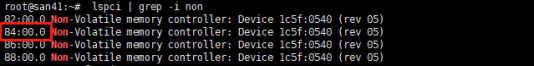 root@san41:~# lspci | grep -i non
82:00.0 Non-Volatile memory controller: Device 1c5f:0540 (rev 05)
84:00.0 Non-Volatile memory controller: Device 1c5f:0540 (rev 05)
86:00.0 Non-Volatile memory controller: Device 1c5f:0540 (rev 05)
88:00.0 Non-Volatile memory controller: Device 1c5f:0540 (rev 05)